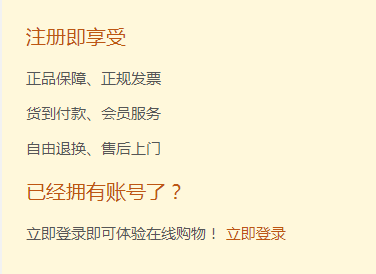 注册即享受
正品保障、正规发票
货到付款、会员服务
自由退换、售后上门
已经拥有账号了？
立即登录即可体验在线购物！ 立即登录